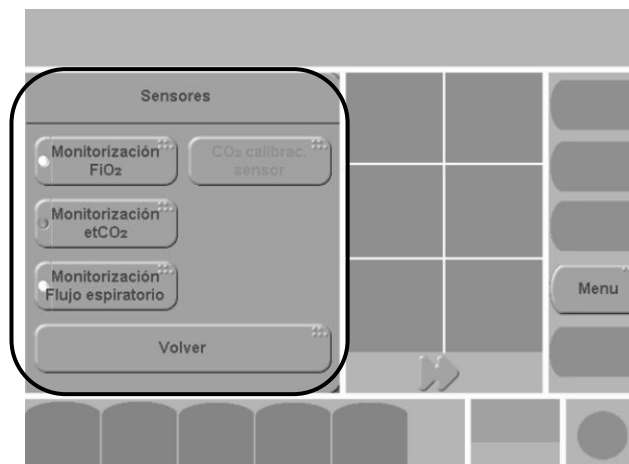 Sensores
Monitorización
FiO₂
CO₂ calibrac.
sensor
Monitorización
etCO₂
Monitorización
Flujo espiratorio
Volver
Menu